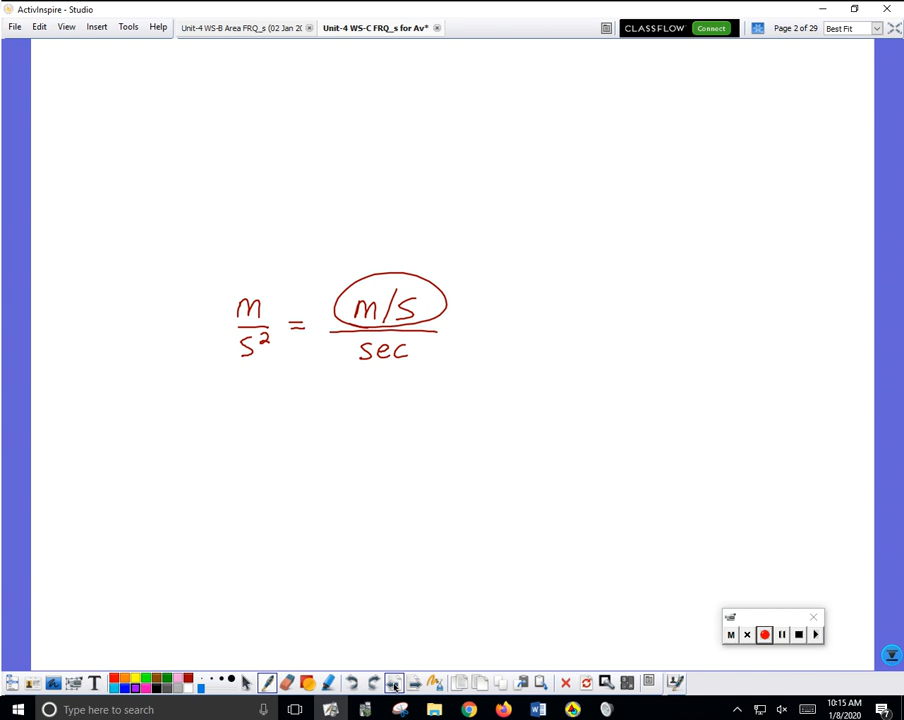 ActivInspire - Studio
File Edit View Insert Tools Help
Unit-4 WS-B Area FRQ_s (02 Jan 20
Unit-4 WS-C FRQ_s for Av*
CLASSFLOW Connect
Page 2 of 29
Best Fit
m/s² = m/s/sec
M
T
Type here to search
10:15 AM
1/8/2020
7